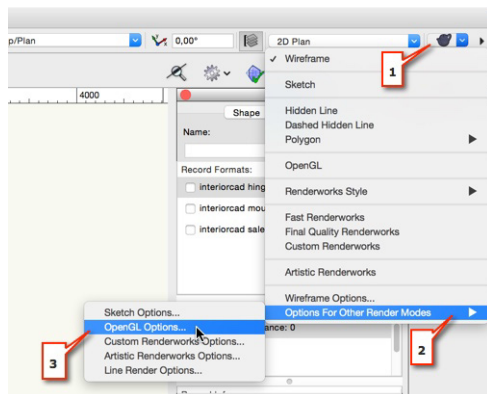 p/Plan
0,00°
2D Plan
1
✓ Wireframe
Sketch
Hidden Line
Dashed Hidden Line
Polygon
OpenGL
Renderworks Style
Fast Renderworks
Final Quality Renderworks
Custom Renderworks
Artistic Renderworks
Wireframe Options...
Options For Other Render Modes
2
4000
Shape
Name:
Record Formats:
interiorcad hing
interiorcad mou
interiorcad sale
ance: 0
Sketch Options...
OpenGL Options...
Custom Renderworks Options...
Artistic Renderworks Options...
Line Render Options...
3